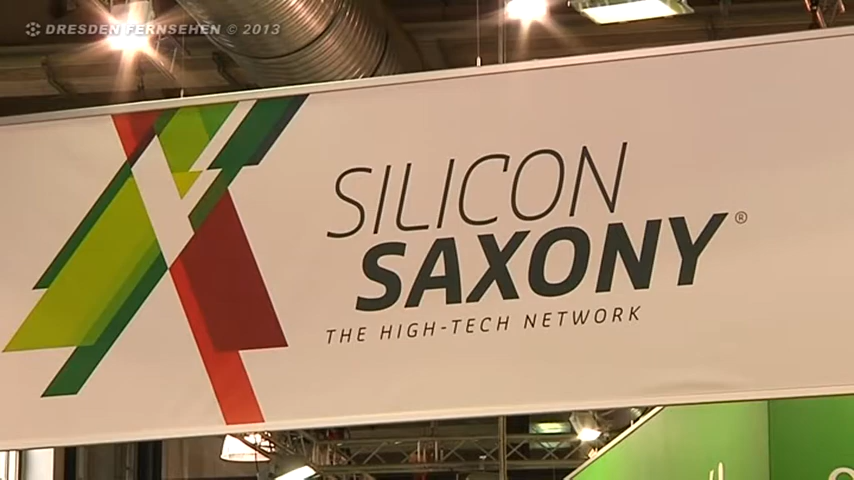 DRESDEN FERNSEHEN © 2013
SILICON
SAXONY®
THE HIGH-TECH NETWORK